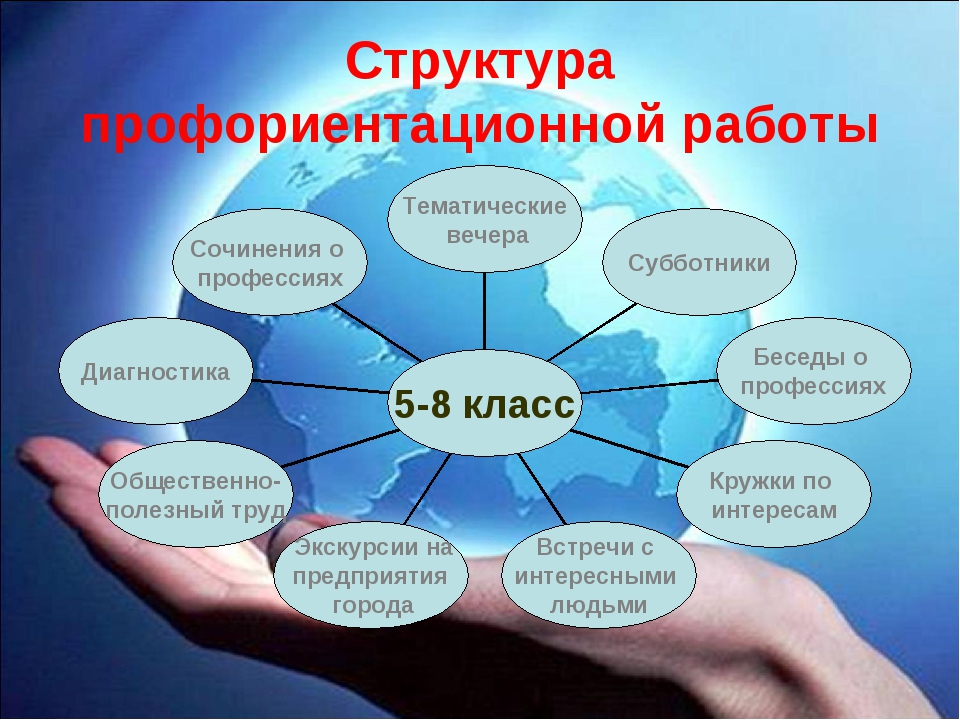 Структура
профориентационной работы
Тематические
вечера
Сочинения о
профессиях
Субботники
Диагностика
Беседы о
профессиях
5-8 класс
Общественно-
полезный труд
Кружки по
интересам
Экскурсии на
предприятия
города
Встречи с
интересными
людьми